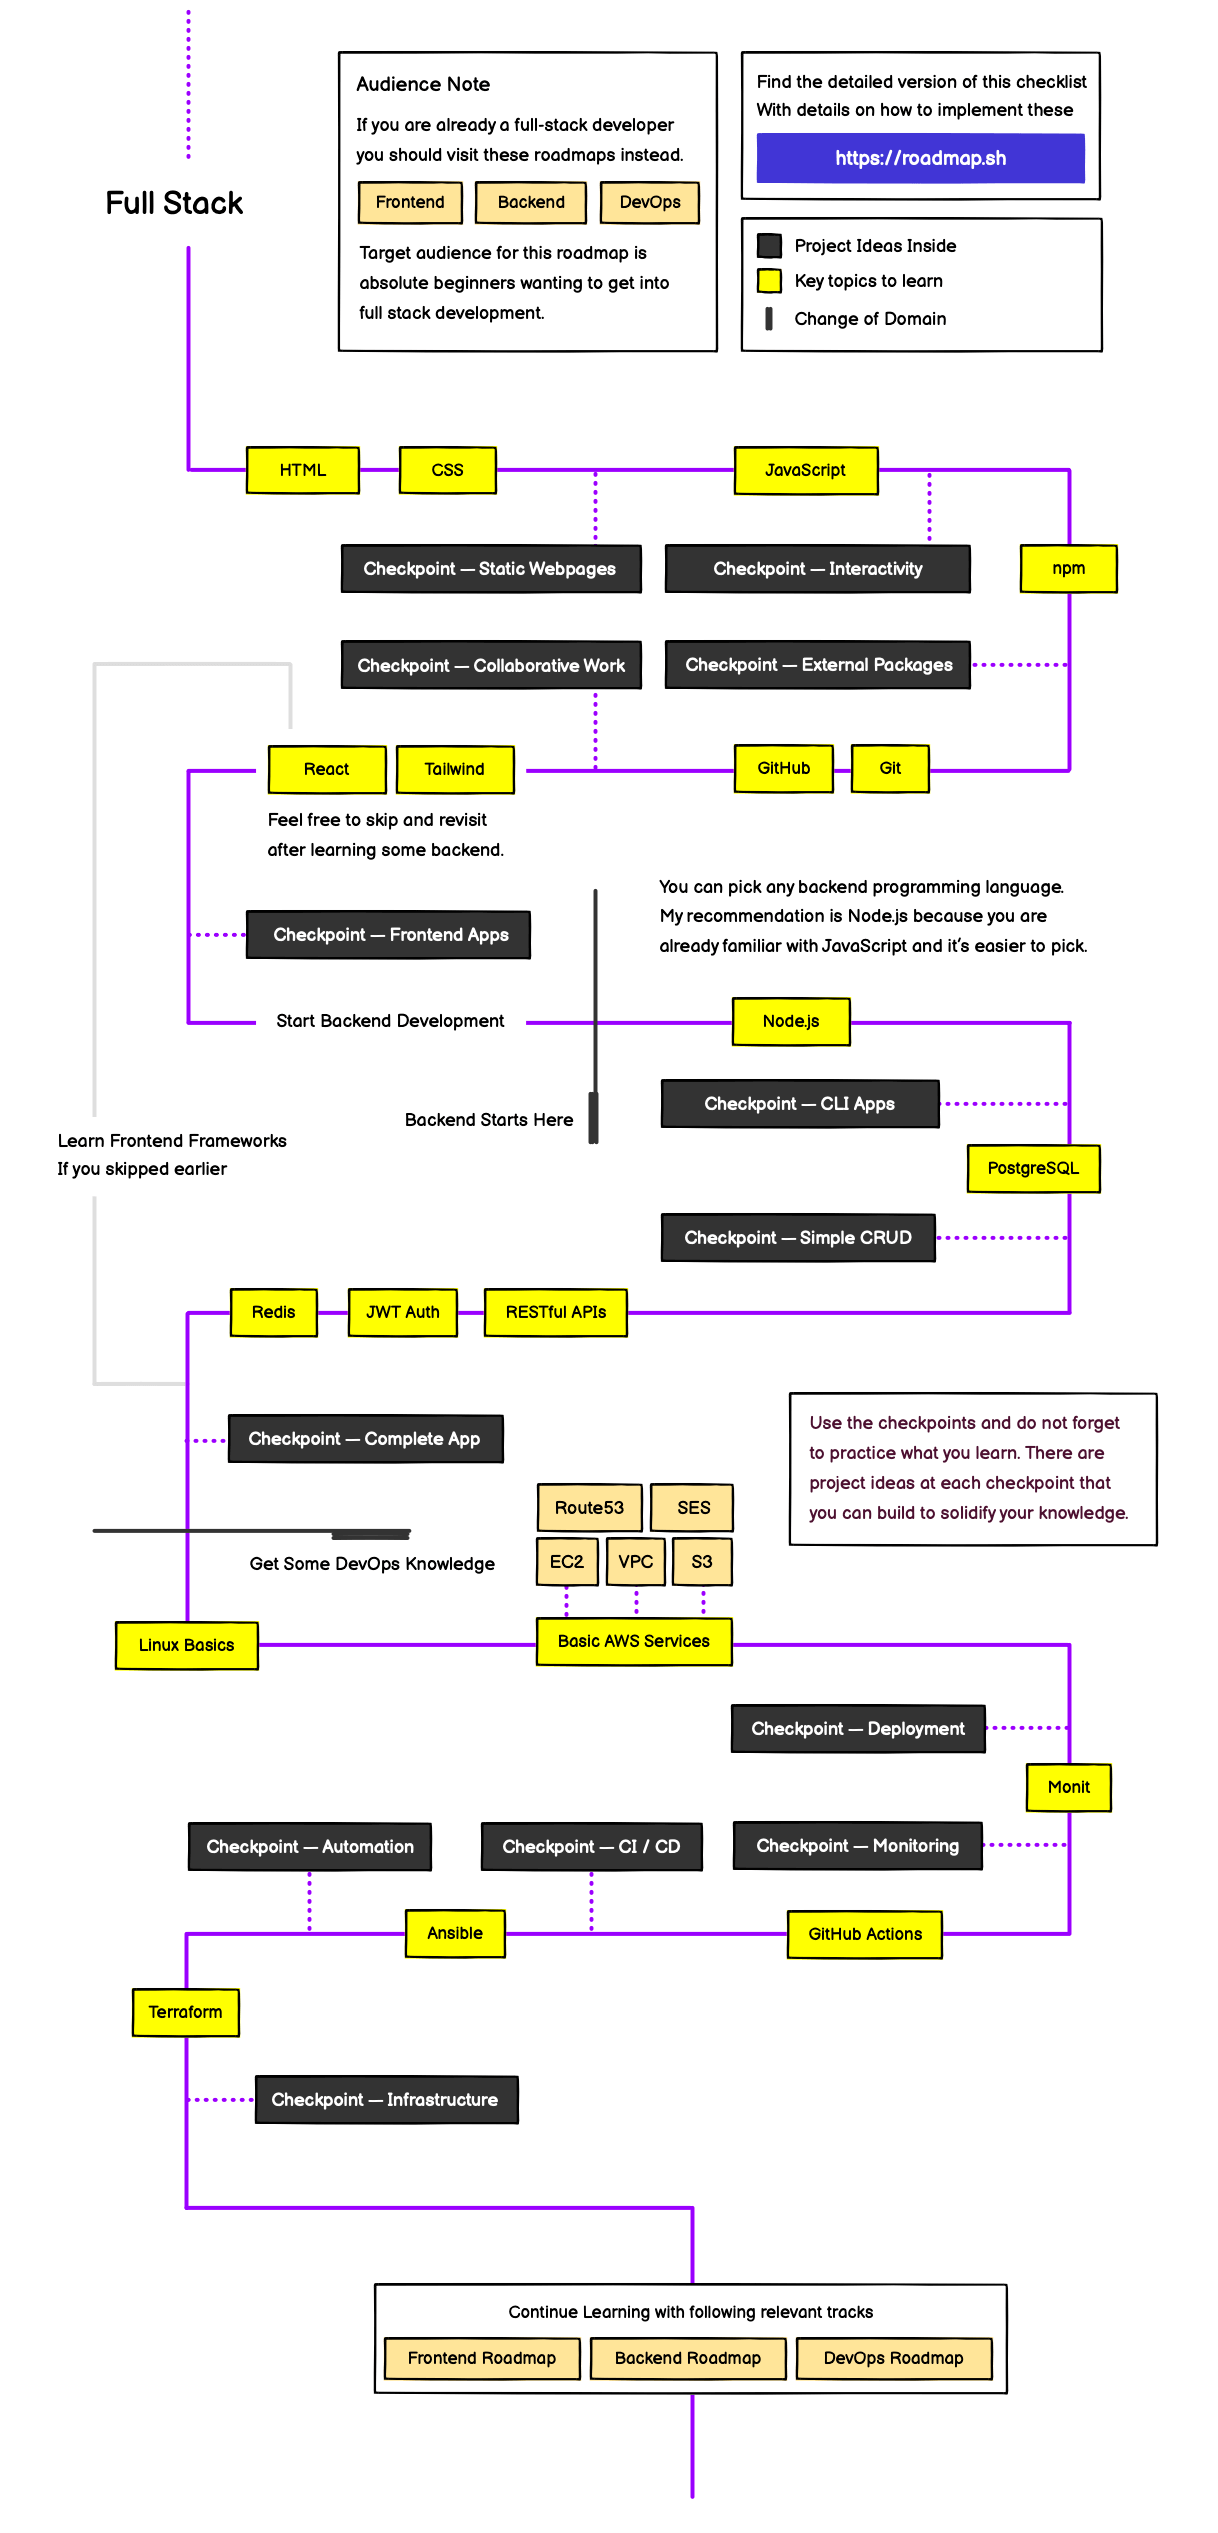 Full Stack
Audience Note
If you are already a full-stack developer
you should visit these roadmaps instead.
Frontend
Backend
DevOps
Target audience for this roadmap is
absolute beginners wanting to get into
full stack development.
Find the detailed version of this checklist
With details on how to implement these
https://roadmap.sh
Project Ideas Inside
Key topics to learn
Change of Domain
HTML
CSS
JavaScript
Checkpoint — Static Webpages
Checkpoint — Interactivity
npm
Checkpoint — Collaborative Work
Checkpoint — External Packages
React
Tailwind
GitHub
Git
Feel free to skip and revisit
after learning some backend.
You can pick any backend programming language.
My recommendation is Node.js because you are
already familiar with JavaScript and it's easier to pick.
Checkpoint — Frontend Apps
Start Backend Development
Node.js
Checkpoint — CLI Apps
Backend Starts Here
Learn Frontend Frameworks
If you skipped earlier
PostgreSQL
Checkpoint — Simple CRUD
Redis
JWT Auth
RESTful APIs
Checkpoint — Complete App
Use the checkpoints and do not forget
to practice what you learn. There are
project ideas at each checkpoint that
you can build to solidify your knowledge.
Route53
SES
EC2
VPC
S3
Get Some DevOps Knowledge
Linux Basics
Basic AWS Services
Checkpoint — Deployment
Monit
Checkpoint — Automation
Checkpoint — CI / CD
Checkpoint — Monitoring
Ansible
GitHub Actions
Terraform
Checkpoint — Infrastructure
Continue Learning with following relevant tracks
Frontend Roadmap
Backend Roadmap
DevOps Roadmap